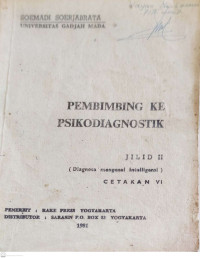 SOEMADI SOERJABRATA
UNIVERSITAS GADJAH MADA
PEMBIMBING KE
PSIKODIAGNOSTIK
JILID II
( Diagnosa mengenai Intelligensi )
CETAKAN VI
PENERBIT : RAKE PRESS YOGYAKARTA
DISTRIBUTOR : SARASIN P.O. BOX 83 YOGYAKARTA